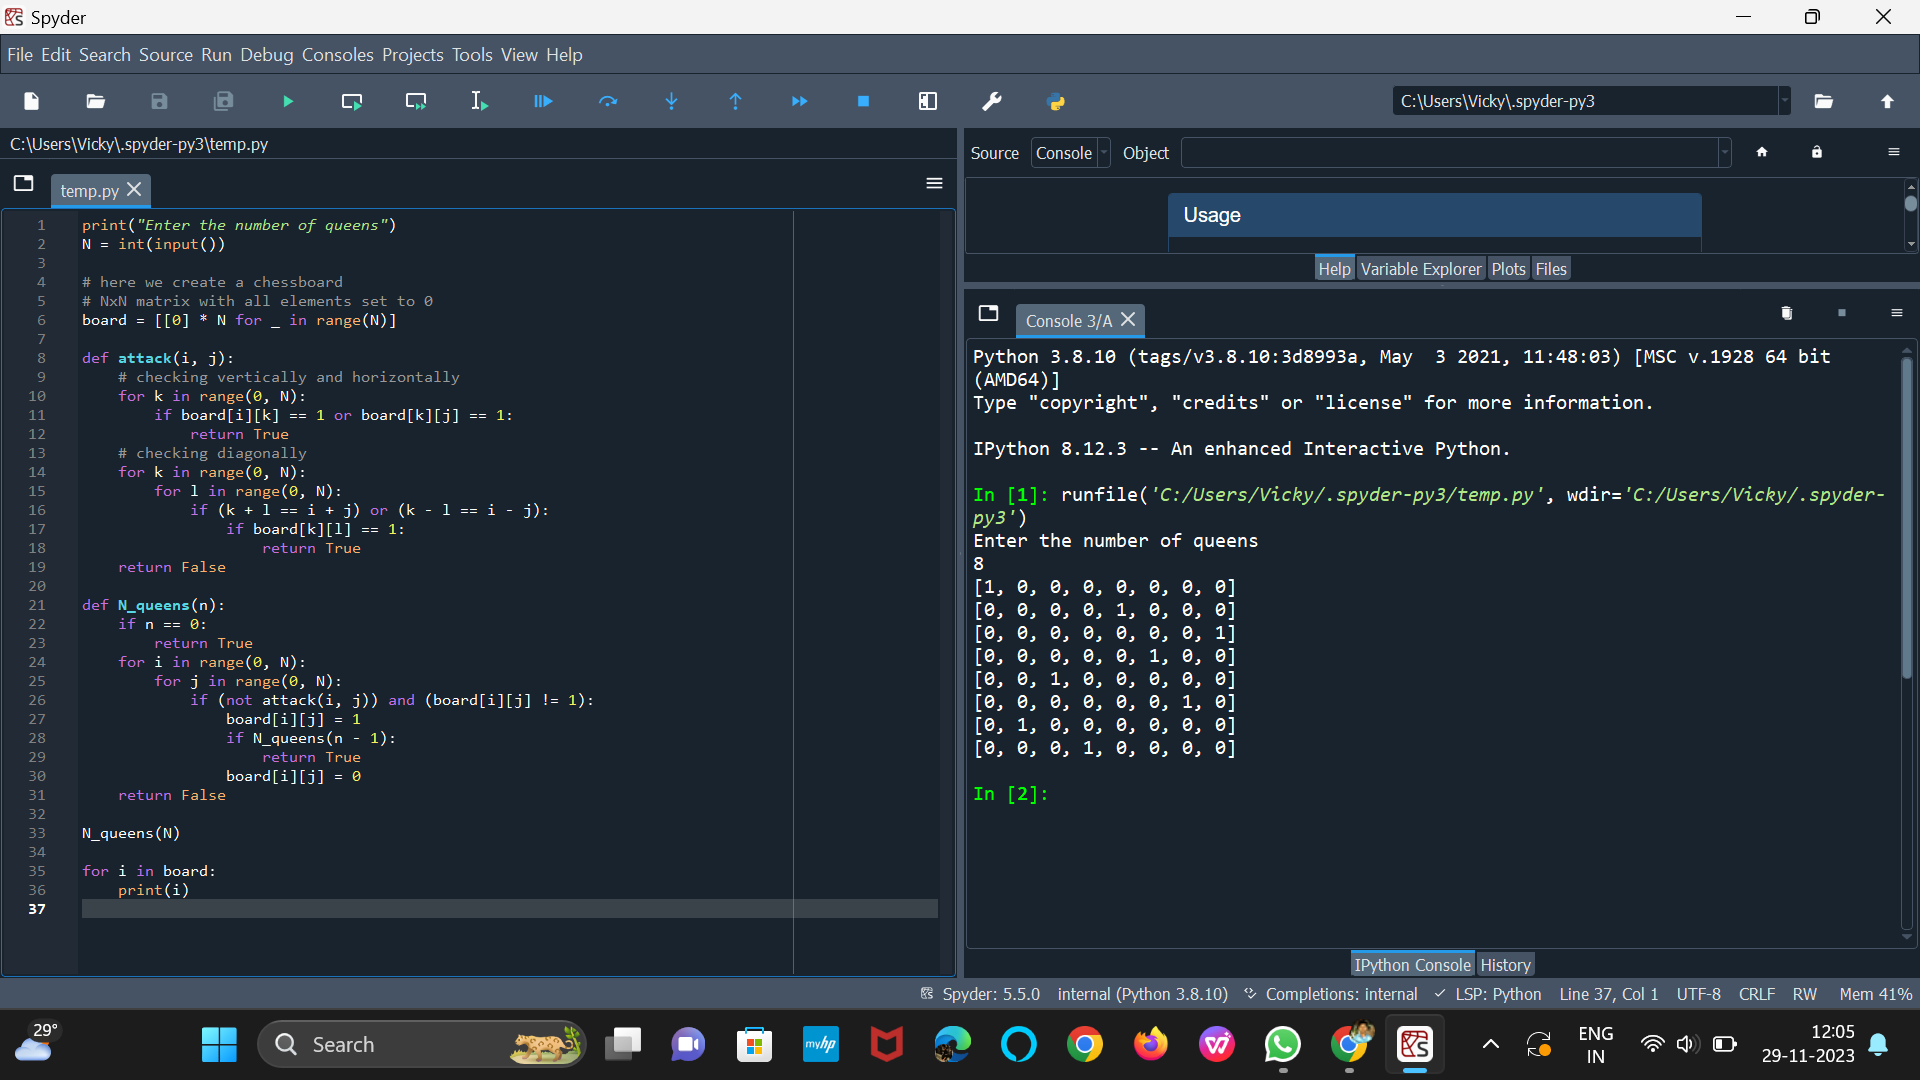 Spyder
File Edit Search Source Run Debug Consoles Projects Tools View Help
C:\Users\Vicky\.spyder-py3
C:\Users\Vicky\.spyder-py3\temp.py
temp.py
1 print("Enter the number of queens")
2 N = int(input())
3
4 # here we create a chessboard
5 # NxN matrix with all elements set to 0
6 board = [[0] * N for _ in range(N)]
7
8 def attack(i, j):
9     # checking vertically and horizontally
10     for k in range(0, N):
11         if board[i][k] == 1 or board[k][j] == 1:
12             return True
13     # checking diagonally
14     for k in range(0, N):
15         for l in range(0, N):
16             if (k + l == i + j) or (k - l == i - j):
17                 if board[k][l] == 1:
18                     return True
19     return False
20
21 def N_queens(n):
22     if n == 0:
23         return True
24     for i in range(0, N):
25         for j in range(0, N):
26             if (not attack(i, j)) and (board[i][j] != 1):
27                 board[i][j] = 1
28                 if N_queens(n - 1):
29                     return True
30                 board[i][j] = 0
31     return False
32
33 N_queens(N)
34
35 for i in board:
36     print(i)
37
Source Console Object
Usage
Help Variable Explorer Plots Files
Console 3/A
Python 3.8.10 (tags/v3.8.10:3d8993a, May  3 2021, 11:48:03) [MSC v.1928 64 bit
(AMD64)]
Type "copyright", "credits" or "license" for more information.
IPython 8.12.3 -- An enhanced Interactive Python.
In [1]: runfile('C:/Users/Vicky/.spyder-py3/temp.py', wdir='C:/Users/Vicky/.spyder-
py3')
Enter the number of queens
8
[1, 0, 0, 0, 0, 0, 0, 0]
[0, 0, 0, 0, 1, 0, 0, 0]
[0, 0, 0, 0, 0, 0, 0, 1]
[0, 0, 0, 0, 0, 1, 0, 0]
[0, 0, 1, 0, 0, 0, 0, 0]
[0, 0, 0, 0, 0, 0, 1, 0]
[0, 1, 0, 0, 0, 0, 0, 0]
[0, 0, 0, 1, 0, 0, 0, 0]
In [2]:
IPython Console History
Spyder: 5.5.0 internal (Python 3.8.10) Completions: internal LSP: Python Line 37, Col 1 UTF-8 CRLF RW Mem 41%
29°
Search
myhp
ENG
IN
12:05
29-11-2023